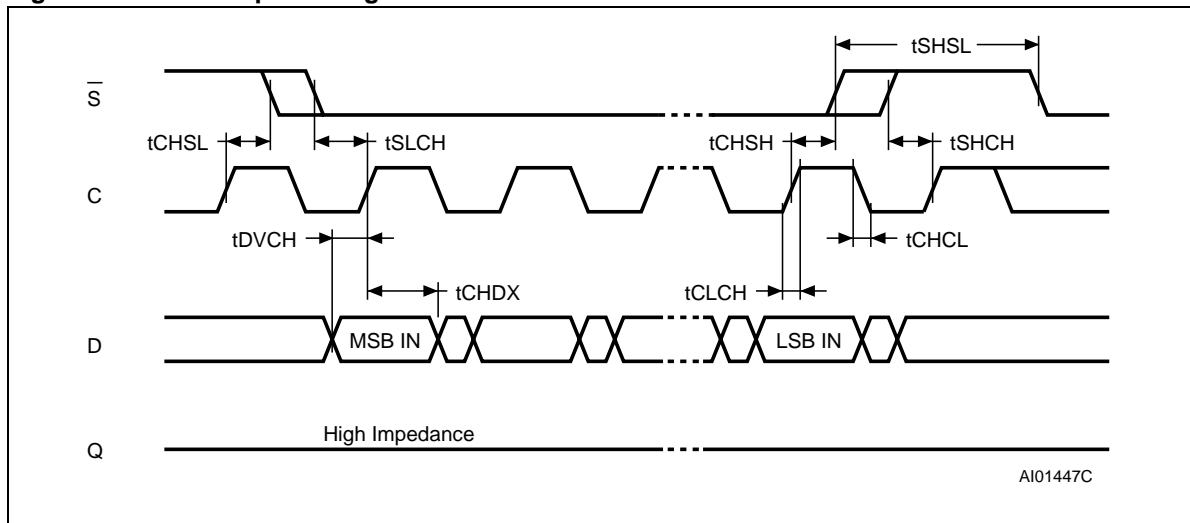 tSHSL
S
tCHSL
tSLCH
tCHSH
tSHCH
C
tDVCH
tCHCL
tCHDX
tCLCH
D
MSB IN
LSB IN
High Impedance
Q
AI01447C